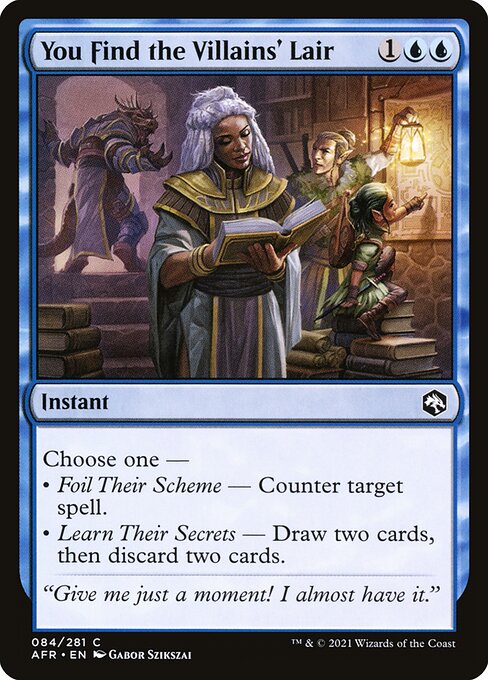 You Find the Villains' Lair 1
Instant
Choose one —
• Foil Their Scheme — Counter target
spell.
• Learn Their Secrets — Draw two cards,
then discard two cards.
“Give me just a moment! I almost have it.”
084/281 C
AFR • EN Gabor Szikszai
™ & © 2021 Wizards of the Coast